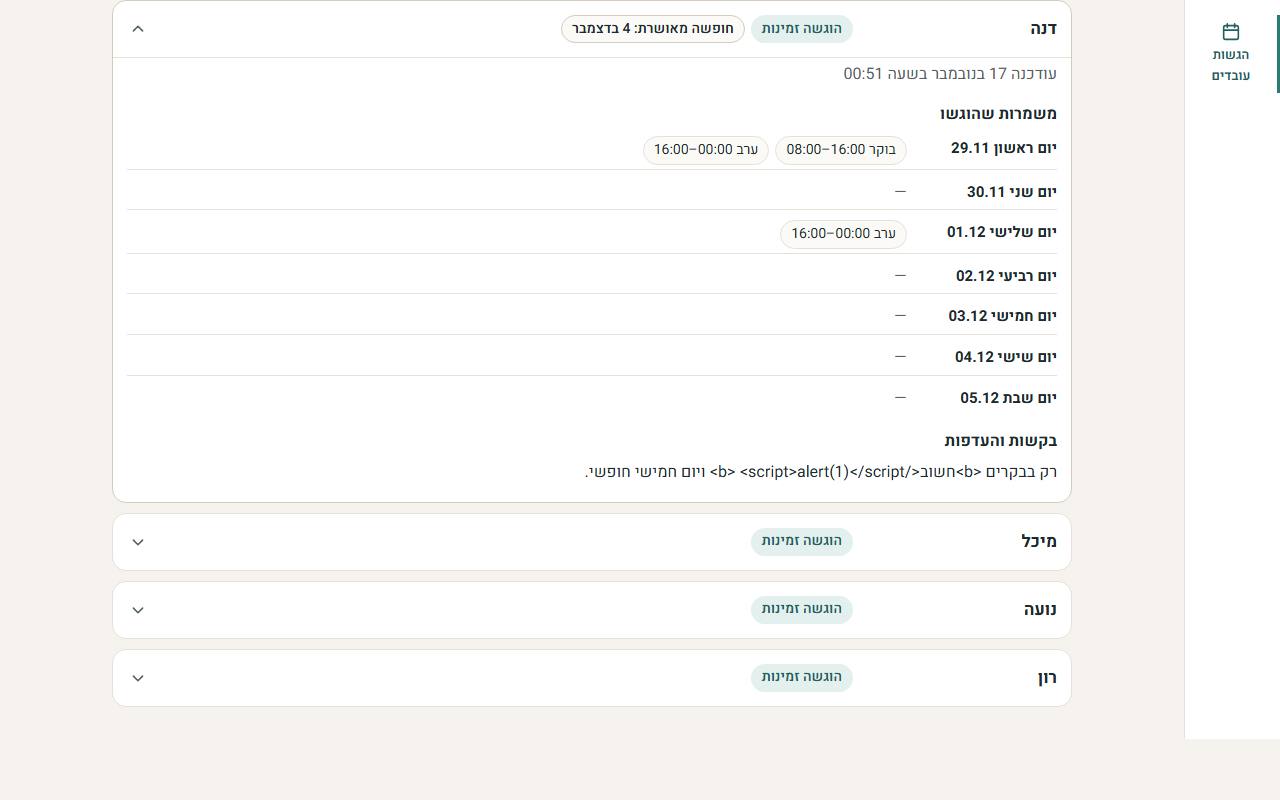 הגשות
עובדים
דנה הוגשה זמינות חופשה מאושרת: 4 בדצמבר
עודכנה 17 בנובמבר בשעה 00:51
משמרות שהוגשו
יום ראשון 29.11 בוקר 08:00–16:00 ערב 16:00–00:00
יום שני 30.11 —
יום שלישי 01.12 ערב 16:00–00:00
יום רביעי 02.12 —
יום חמישי 03.12 —
יום שישי 04.12 —
יום שבת 05.12 —
בקשות והעדפות
רק בבקרים <b>חשוב</b> <script>alert(1)</script> ויום חמישי חופשי.
מיכל הוגשה זמינות
נועה הוגשה זמינות
רון הוגשה זמינות